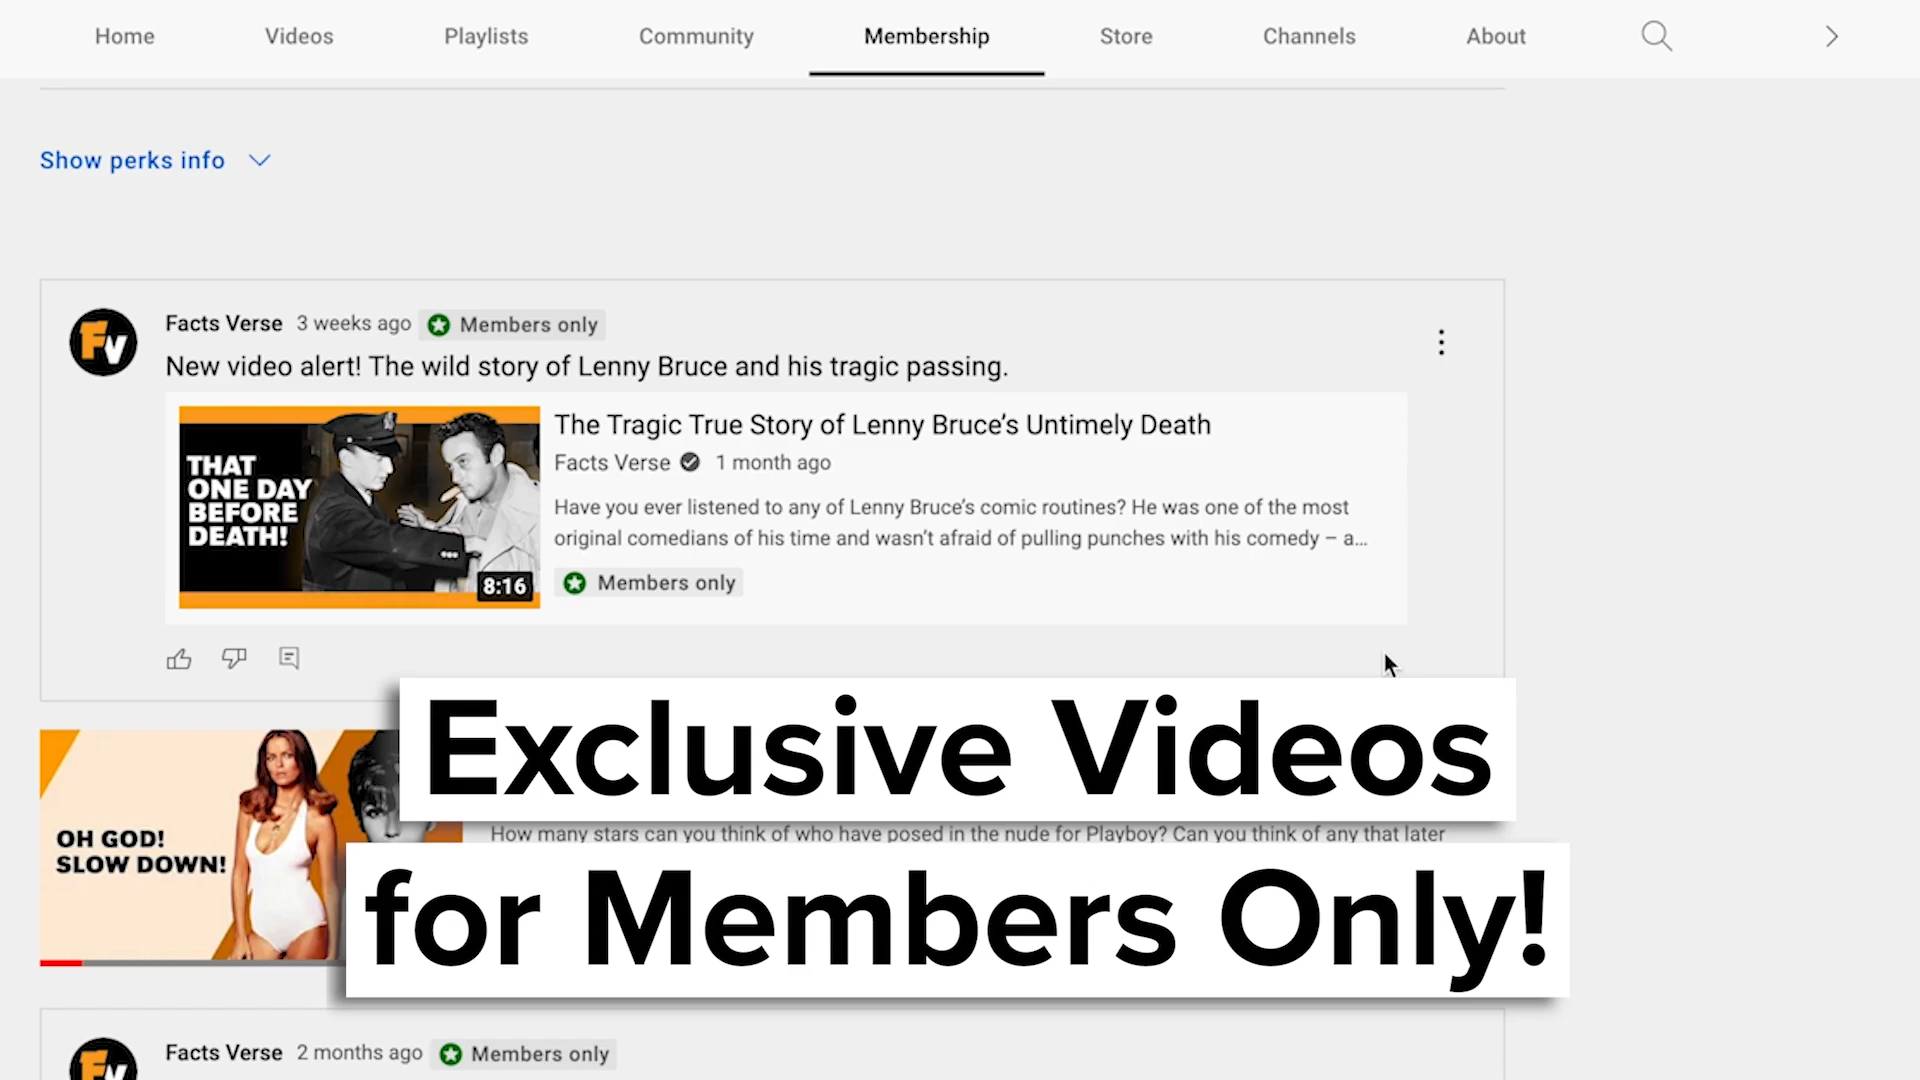 Home Videos Playlists Community Membership Store Channels About
Show perks info
FV
Facts Verse 3 weeks ago Members only
New video alert! The wild story of Lenny Bruce and his tragic passing.
THAT
ONE DAY
BEFORE
DEATH!
8:16
The Tragic True Story of Lenny Bruce's Untimely Death
Facts Verse 1 month ago
Have you ever listened to any of Lenny Bruce's comic routines? He was one of the most
original comedians of his time and wasn't afraid of pulling punches with his comedy – a...
Members only
Exclusive Videos
OH GOD!
SLOW DOWN!
How many stars can you think of who have posed in the nude for Playboy? Can you think of any that later
for Members Only!
FV
Facts Verse 2 months ago Members only